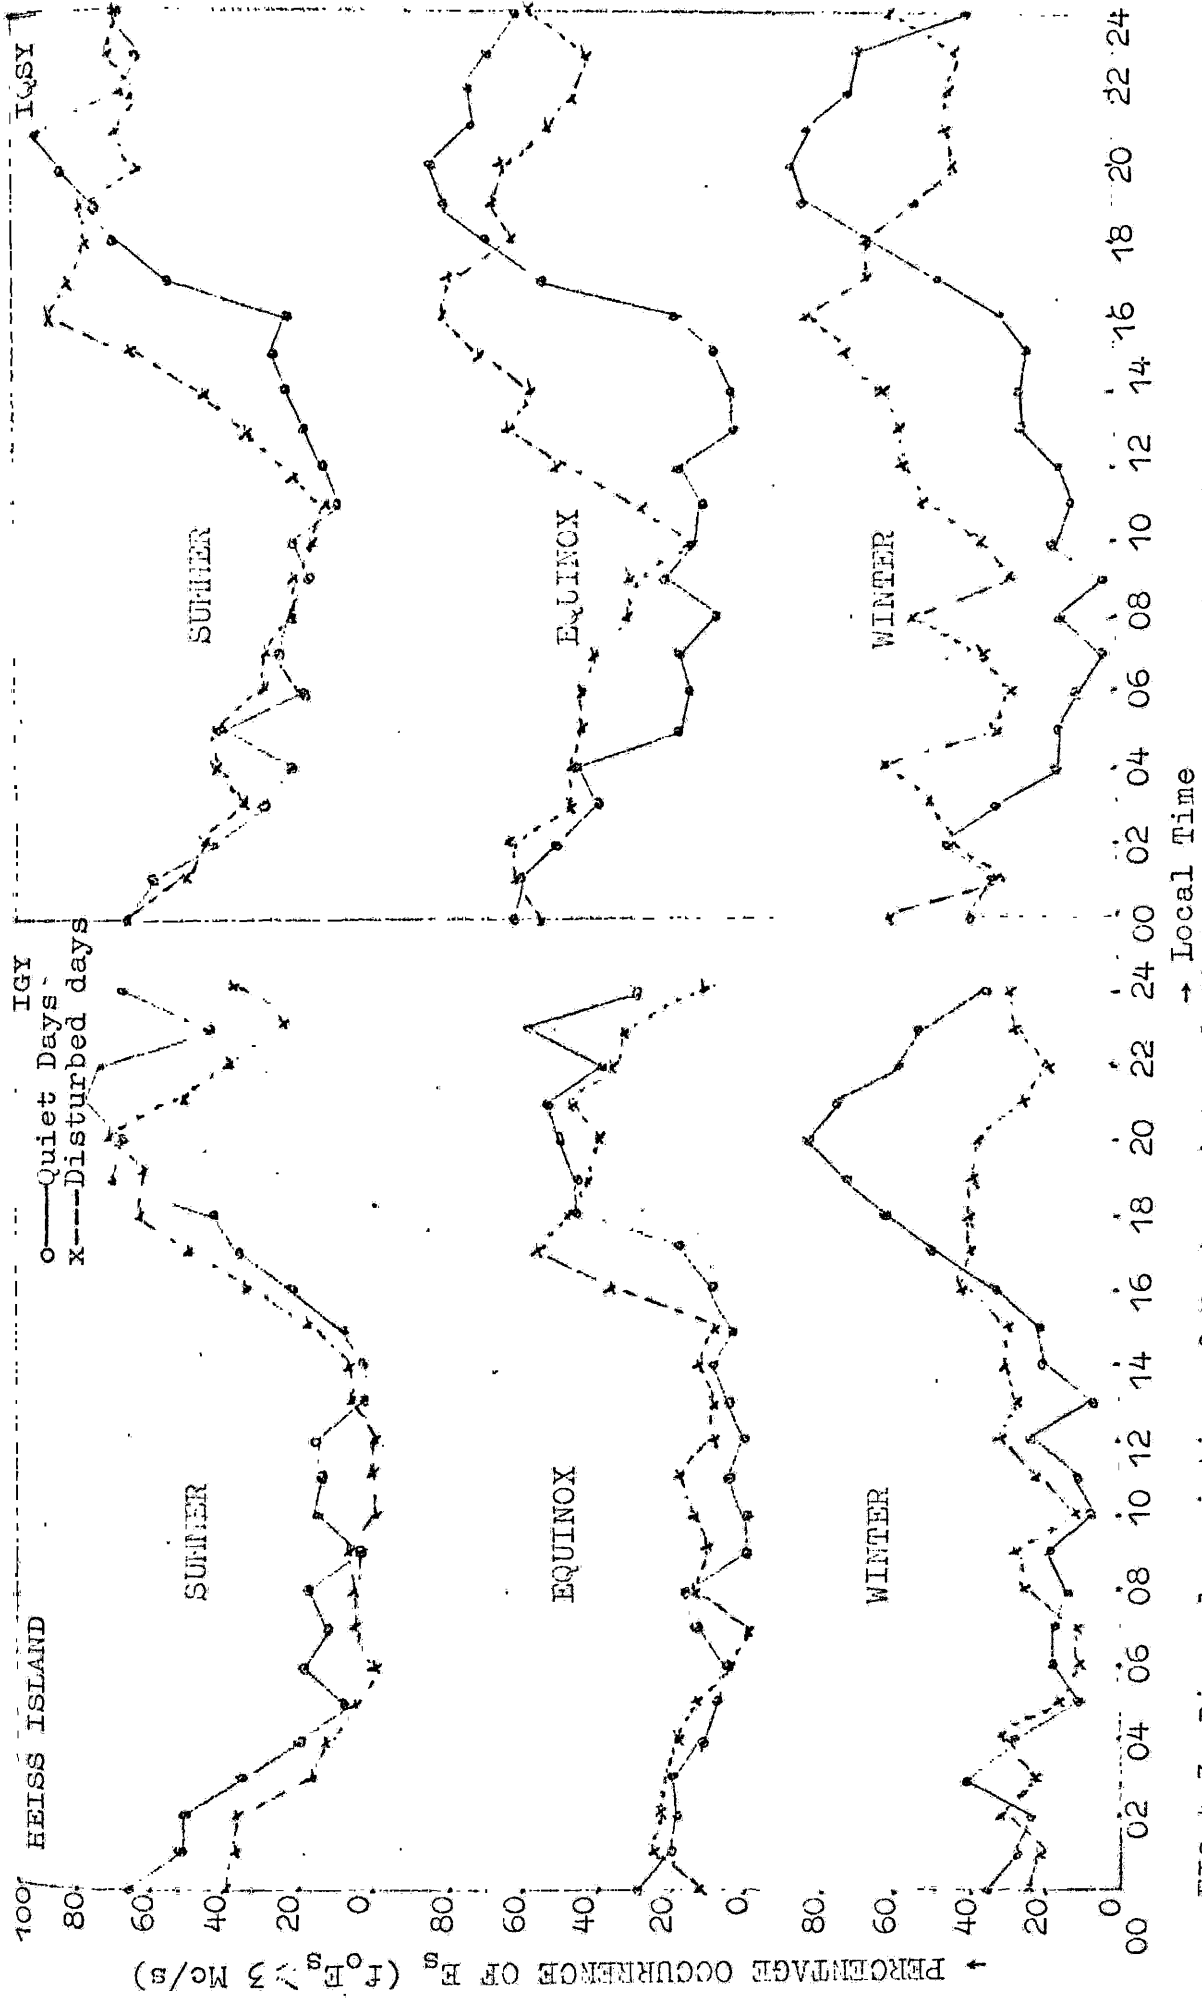 HEISS ISLAND
IGY
IQSY
o——Quiet Days
x----Disturbed days
SUMMER
SUMMER
EQUINOX
EQUINOX
WINTER
WINTER
→ PERCENTAGE OCCURRENCE OF Es (foEs > 3 Mc/s)
100
80
60
40
20
0
60
40
20
0
80
60
40
20
0
00 02 04 06 08 10 12 14 16 18 20 22 24
00 02 04 06 08 10 12 14 16 18 20 22 24
→ Local Time